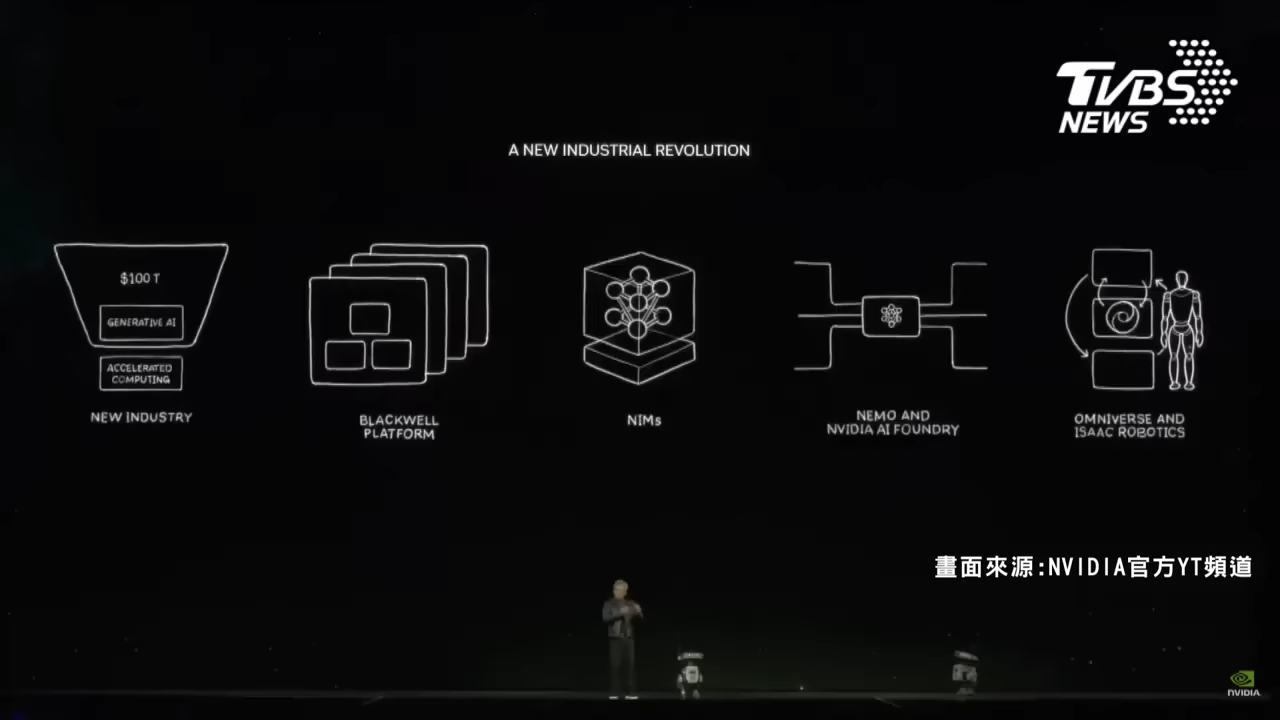 TVBS
NEWS
A NEW INDUSTRIAL REVOLUTION
$100 T
GENERATIVE AI
ACCELERATED
COMPUTING
NEW INDUSTRY
BLACKWELL
PLATFORM
NIMs
NEMO AND
NVIDIA AI FOUNDRY
OMNIVERSE AND
ISAAC ROBOTICS
畫面來源:NVIDIA官方YT頻道
NVIDIA